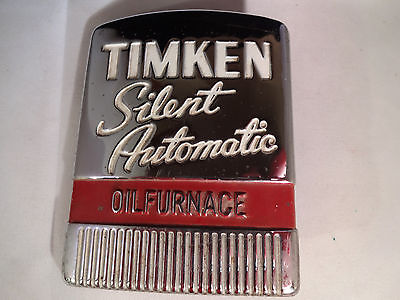 TIMKEN
Silent
Automatic
OILFURNACE